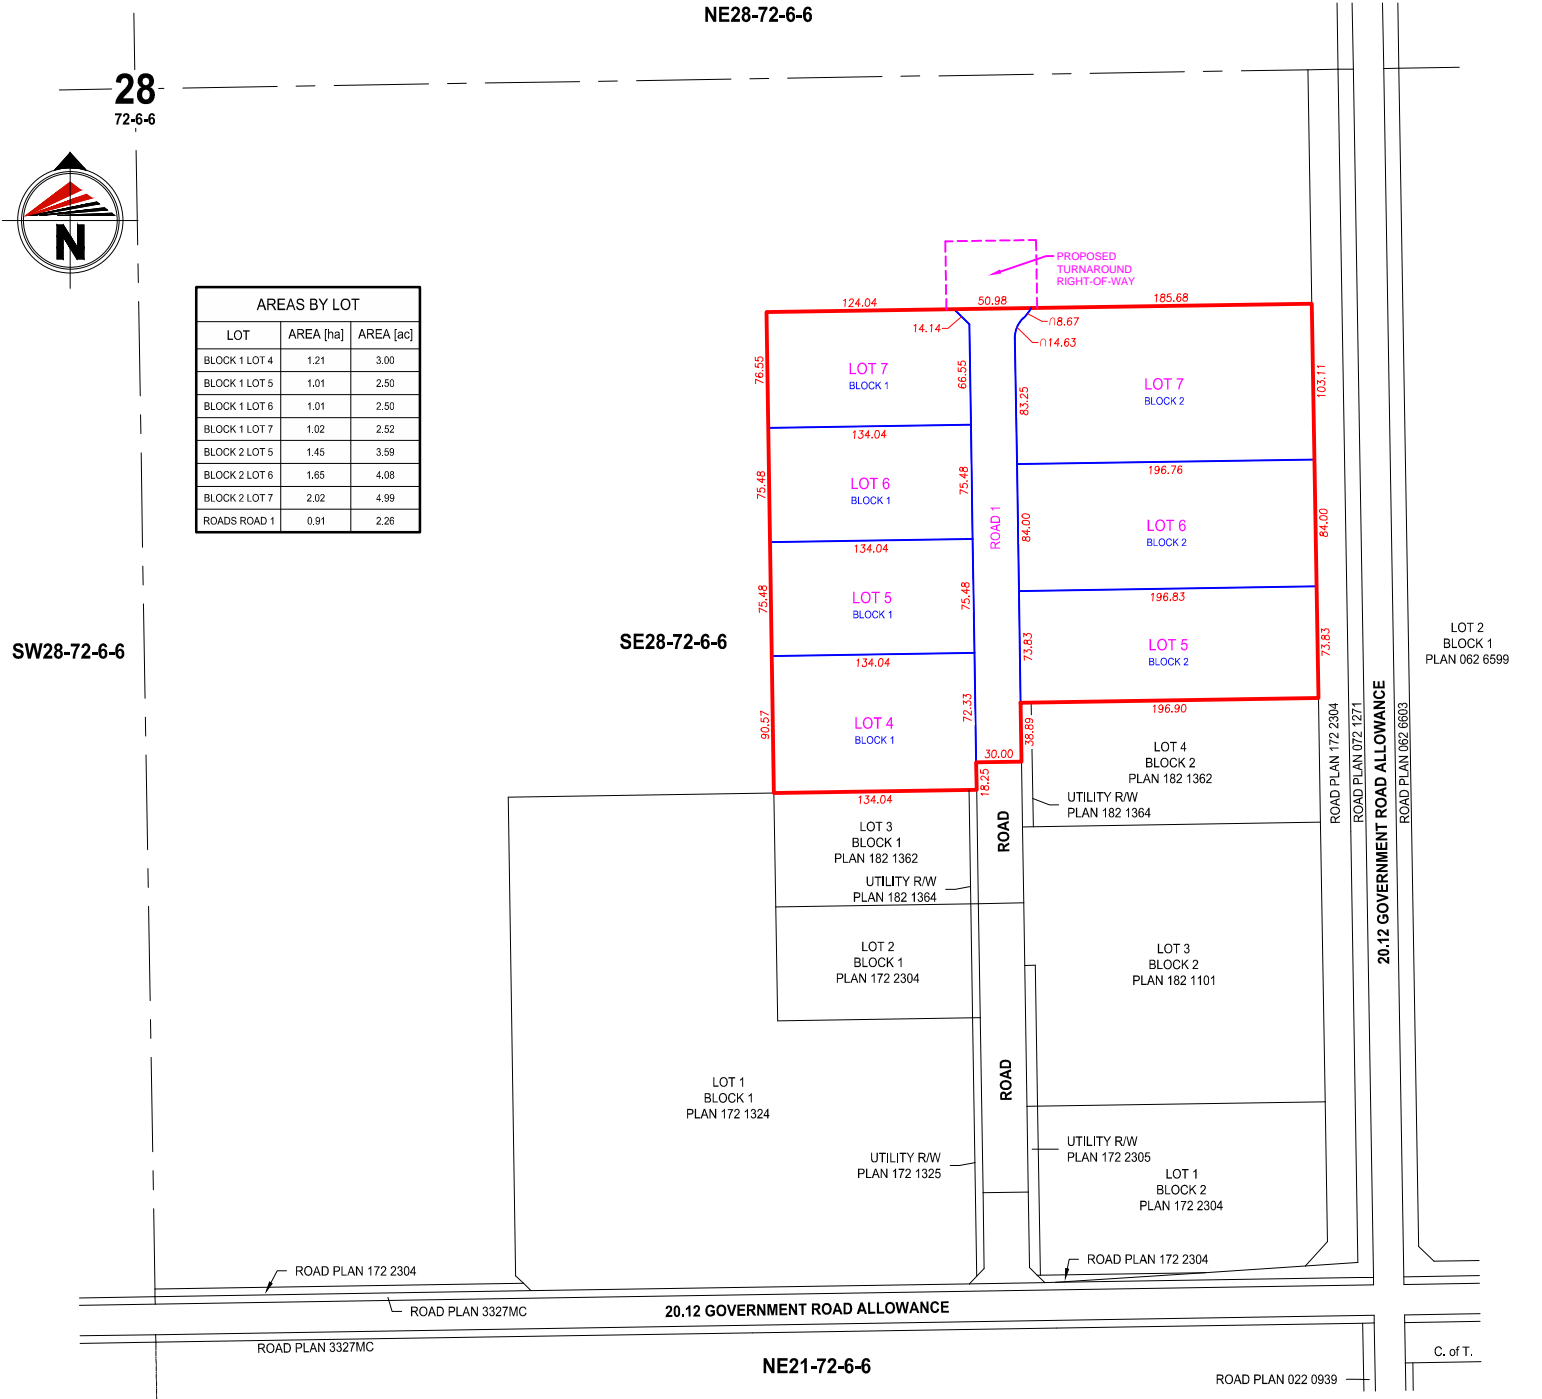 NE28-72-6-6
28
72-6-6
N
AREAS BY LOT
LOT AREA [ha] AREA [ac]
BLOCK 1 LOT 4 1.21 3.00
BLOCK 1 LOT 5 1.01 2.50
BLOCK 1 LOT 6 1.01 2.50
BLOCK 1 LOT 7 1.02 2.52
BLOCK 2 LOT 5 1.45 3.59
BLOCK 2 LOT 6 1.65 4.08
BLOCK 2 LOT 7 2.02 4.99
ROADS ROAD 1 0.91 2.26
PROPOSED
TURNAROUND
RIGHT-OF-WAY
124.04
50.98
185.68
14.14
∩8.67
∩14.63
76.55
LOT 7
BLOCK 1
66.55
83.25
LOT 7
BLOCK 2
103.11
134.04
196.76
75.48
LOT 6
BLOCK 1
75.48
ROAD 1
84.00
LOT 6
BLOCK 2
84.00
134.04
196.83
75.48
LOT 5
BLOCK 1
75.48
73.83
LOT 5
BLOCK 2
73.83
134.04
196.90
90.57
LOT 4
BLOCK 1
72.33
38.89
30.00
18.25
134.04
SW28-72-6-6
SE28-72-6-6
LOT 2
BLOCK 1
PLAN 062 6599
LOT 4
BLOCK 2
PLAN 182 1362
UTILITY R/W
PLAN 182 1364
ROAD PLAN 172 2304
ROAD PLAN 072 1271
20.12 GOVERNMENT ROAD ALLOWANCE
ROAD PLAN 062 6603
LOT 3
BLOCK 1
PLAN 182 1362
UTILITY R/W
PLAN 182 1364
ROAD
LOT 2
BLOCK 1
PLAN 172 2304
LOT 3
BLOCK 2
PLAN 182 1101
LOT 1
BLOCK 1
PLAN 172 1324
ROAD
UTILITY R/W
PLAN 172 1325
UTILITY R/W
PLAN 172 2305
LOT 1
BLOCK 2
PLAN 172 2304
ROAD PLAN 172 2304
ROAD PLAN 172 2304
ROAD PLAN 3327MC
20.12 GOVERNMENT ROAD ALLOWANCE
ROAD PLAN 3327MC
NE21-72-6-6
C. of T.
ROAD PLAN 022 0939